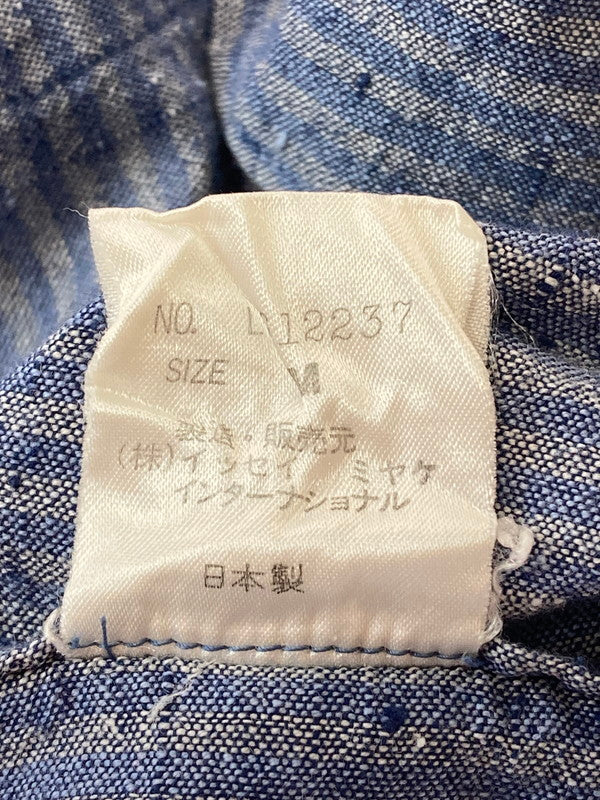 NO. L12237
SIZE M
製造・販売元
(株)イッセイ ミヤケ
インターナショナル
日本製